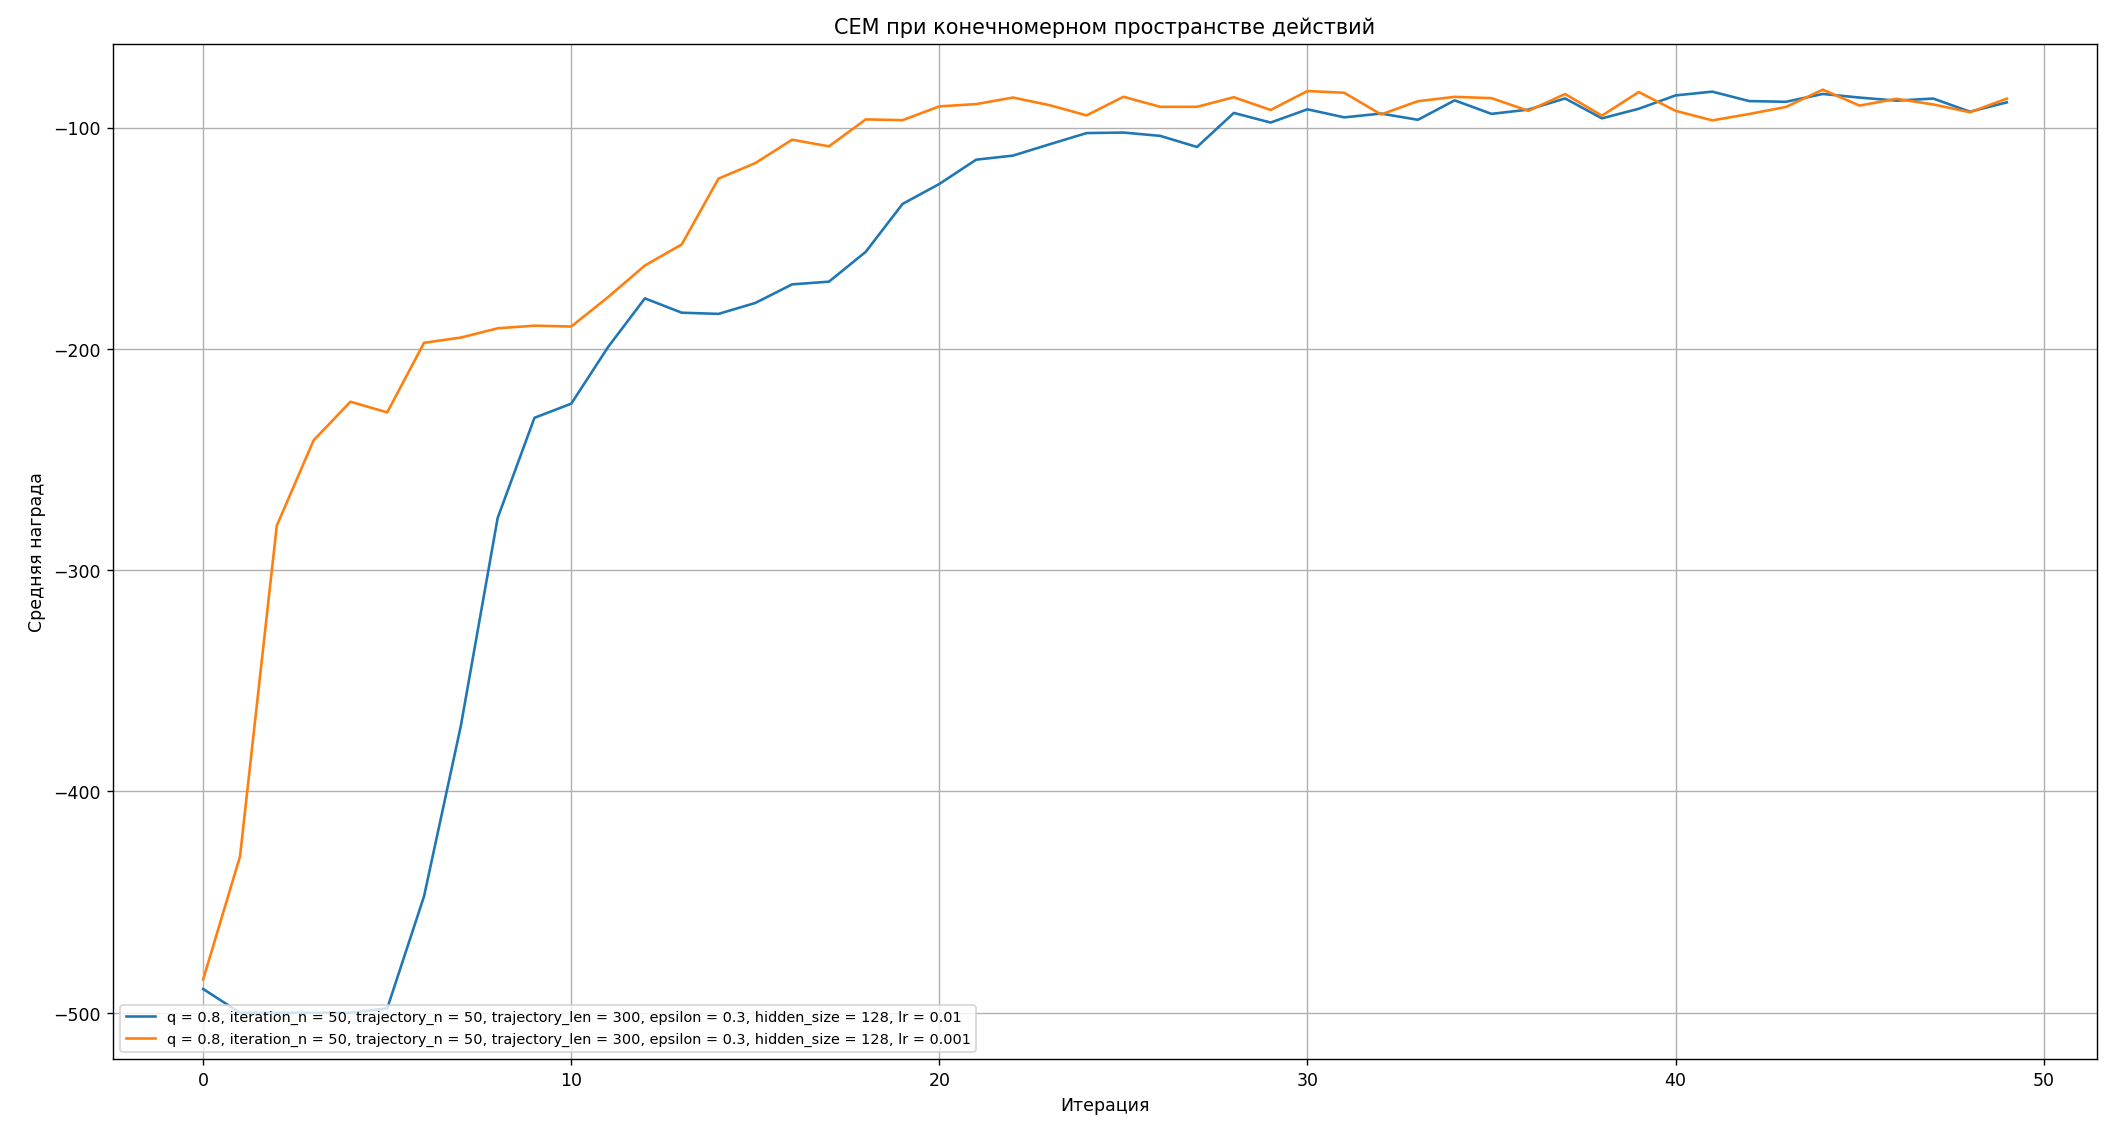 CEM при конечномерном пространстве действий
Средняя награда
−100
−200
−300
−400
−500
q = 0.8, iteration_n = 50, trajectory_n = 50, trajectory_len = 300, epsilon = 0.3, hidden_size = 128, lr = 0.01
q = 0.8, iteration_n = 50, trajectory_n = 50, trajectory_len = 300, epsilon = 0.3, hidden_size = 128, lr = 0.001
0 10 20 30 40 50
Итерация